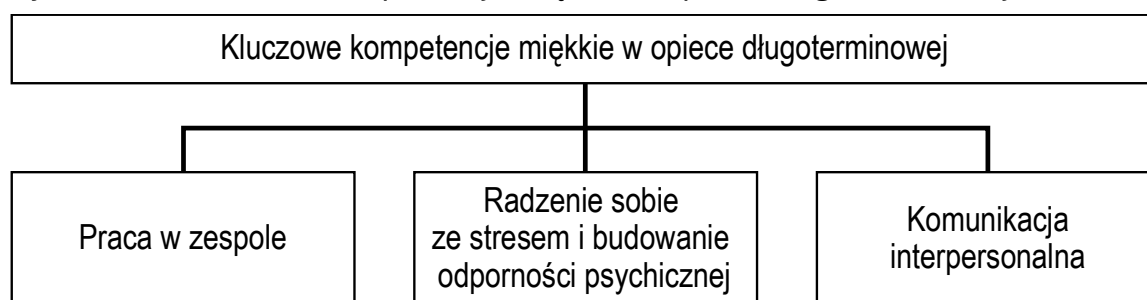 Kluczowe kompetencje miękkie w opiece długoterminowej
Praca w zespole
Radzenie sobie
ze stresem i budowanie
odporności psychicznej
Komunikacja
interpersonalna